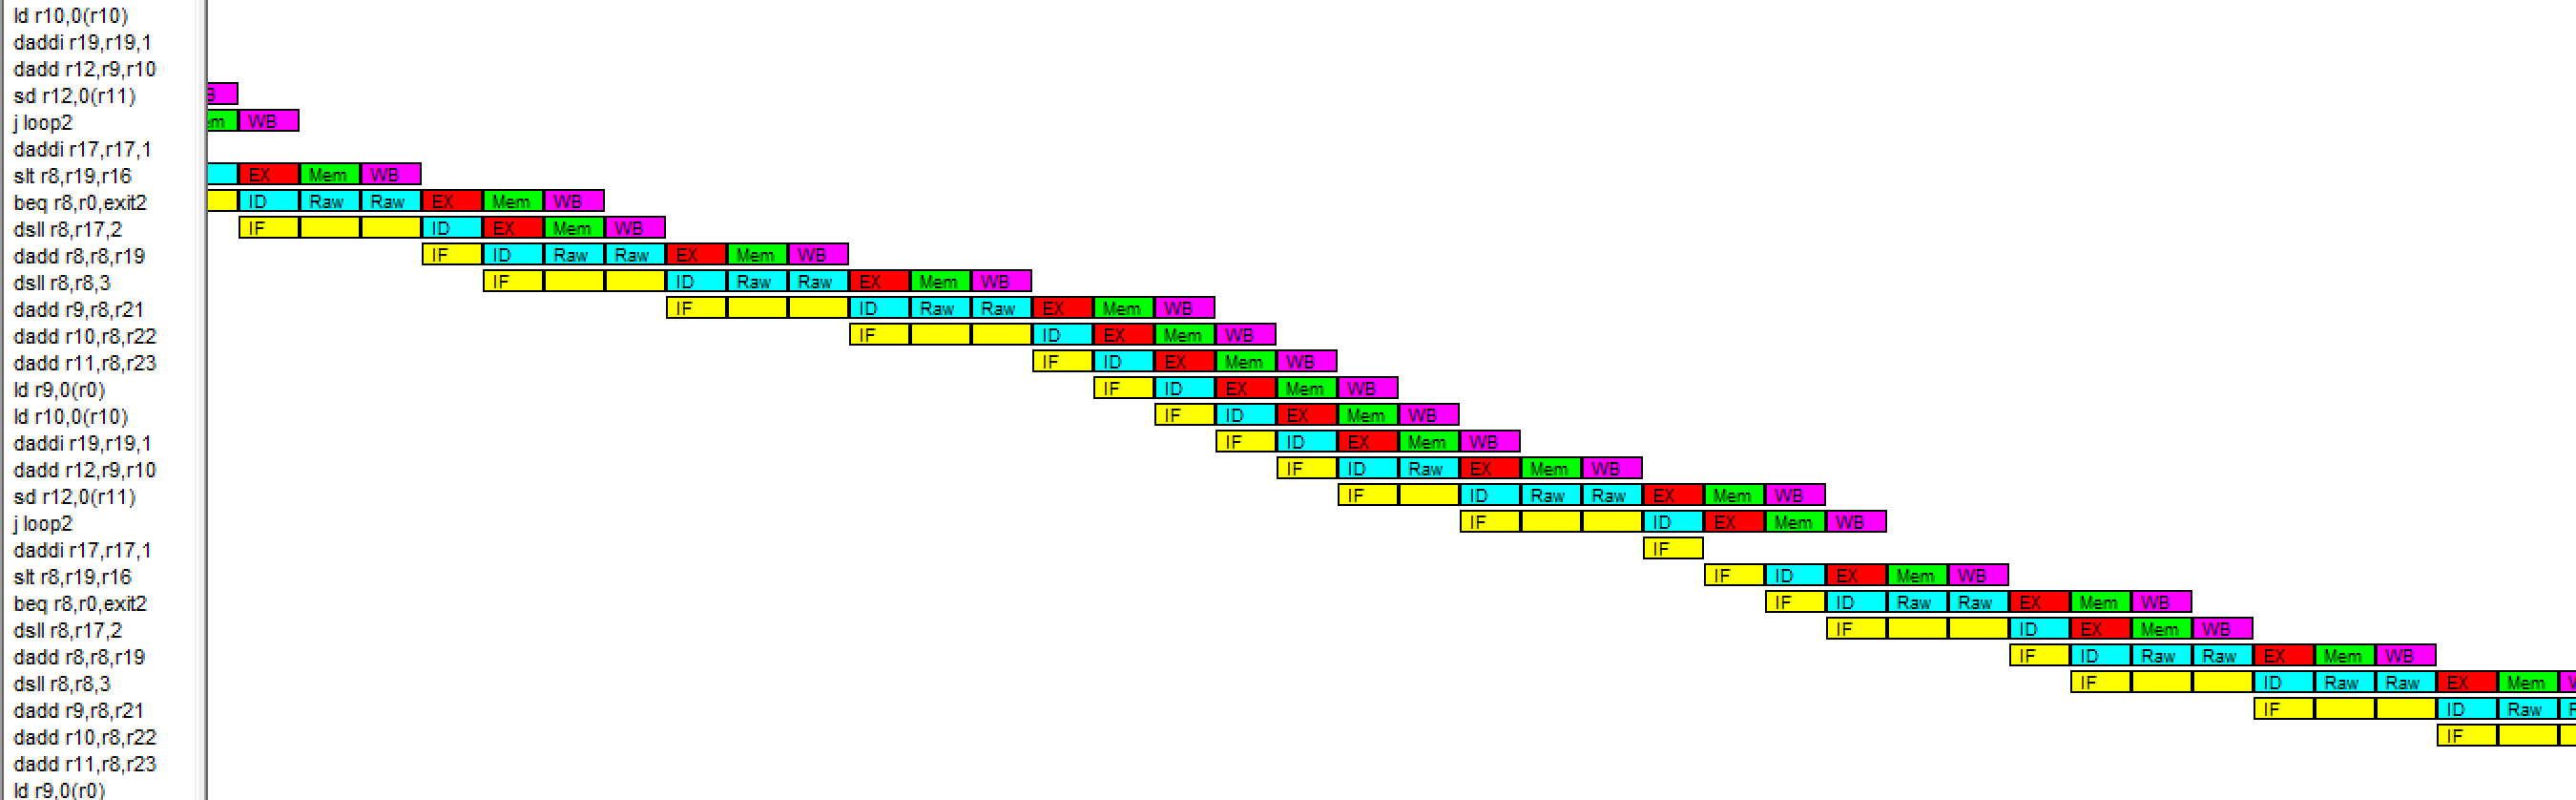 ld r10,0(r10)
daddi r19,r19,1
dadd r12,r9,r10
sd r12,0(r11) B
j loop2 em WB
daddi r17,r17,1
slt r8,r19,r16 EX Mem WB
beq r8,r0,exit2 ID Raw Raw EX Mem WB
dsll r8,r17,2 IF ID EX Mem WB
dadd r8,r8,r19 IF ID Raw Raw EX Mem WB
dsll r8,r8,3 IF ID Raw Raw EX Mem WB
dadd r9,r8,r21 IF ID Raw Raw EX Mem WB
dadd r10,r8,r22 IF ID EX Mem WB
dadd r11,r8,r23 IF ID EX Mem WB
ld r9,0(r0) IF ID EX Mem WB
ld r10,0(r10) IF ID EX Mem WB
daddi r19,r19,1 IF ID EX Mem WB
dadd r12,r9,r10 IF ID Raw EX Mem WB
sd r12,0(r11) IF ID Raw Raw EX Mem WB
j loop2 IF ID EX Mem WB
daddi r17,r17,1 IF
slt r8,r19,r16 IF ID EX Mem WB
beq r8,r0,exit2 IF ID Raw Raw EX Mem WB
dsll r8,r17,2 IF ID EX Mem WB
dadd r8,r8,r19 IF ID Raw Raw EX Mem WB
dsll r8,r8,3 IF ID Raw Raw EX Mem
dadd r9,r8,r21 IF ID Raw
dadd r10,r8,r22 IF
dadd r11,r8,r23
ld r9,0(r0)